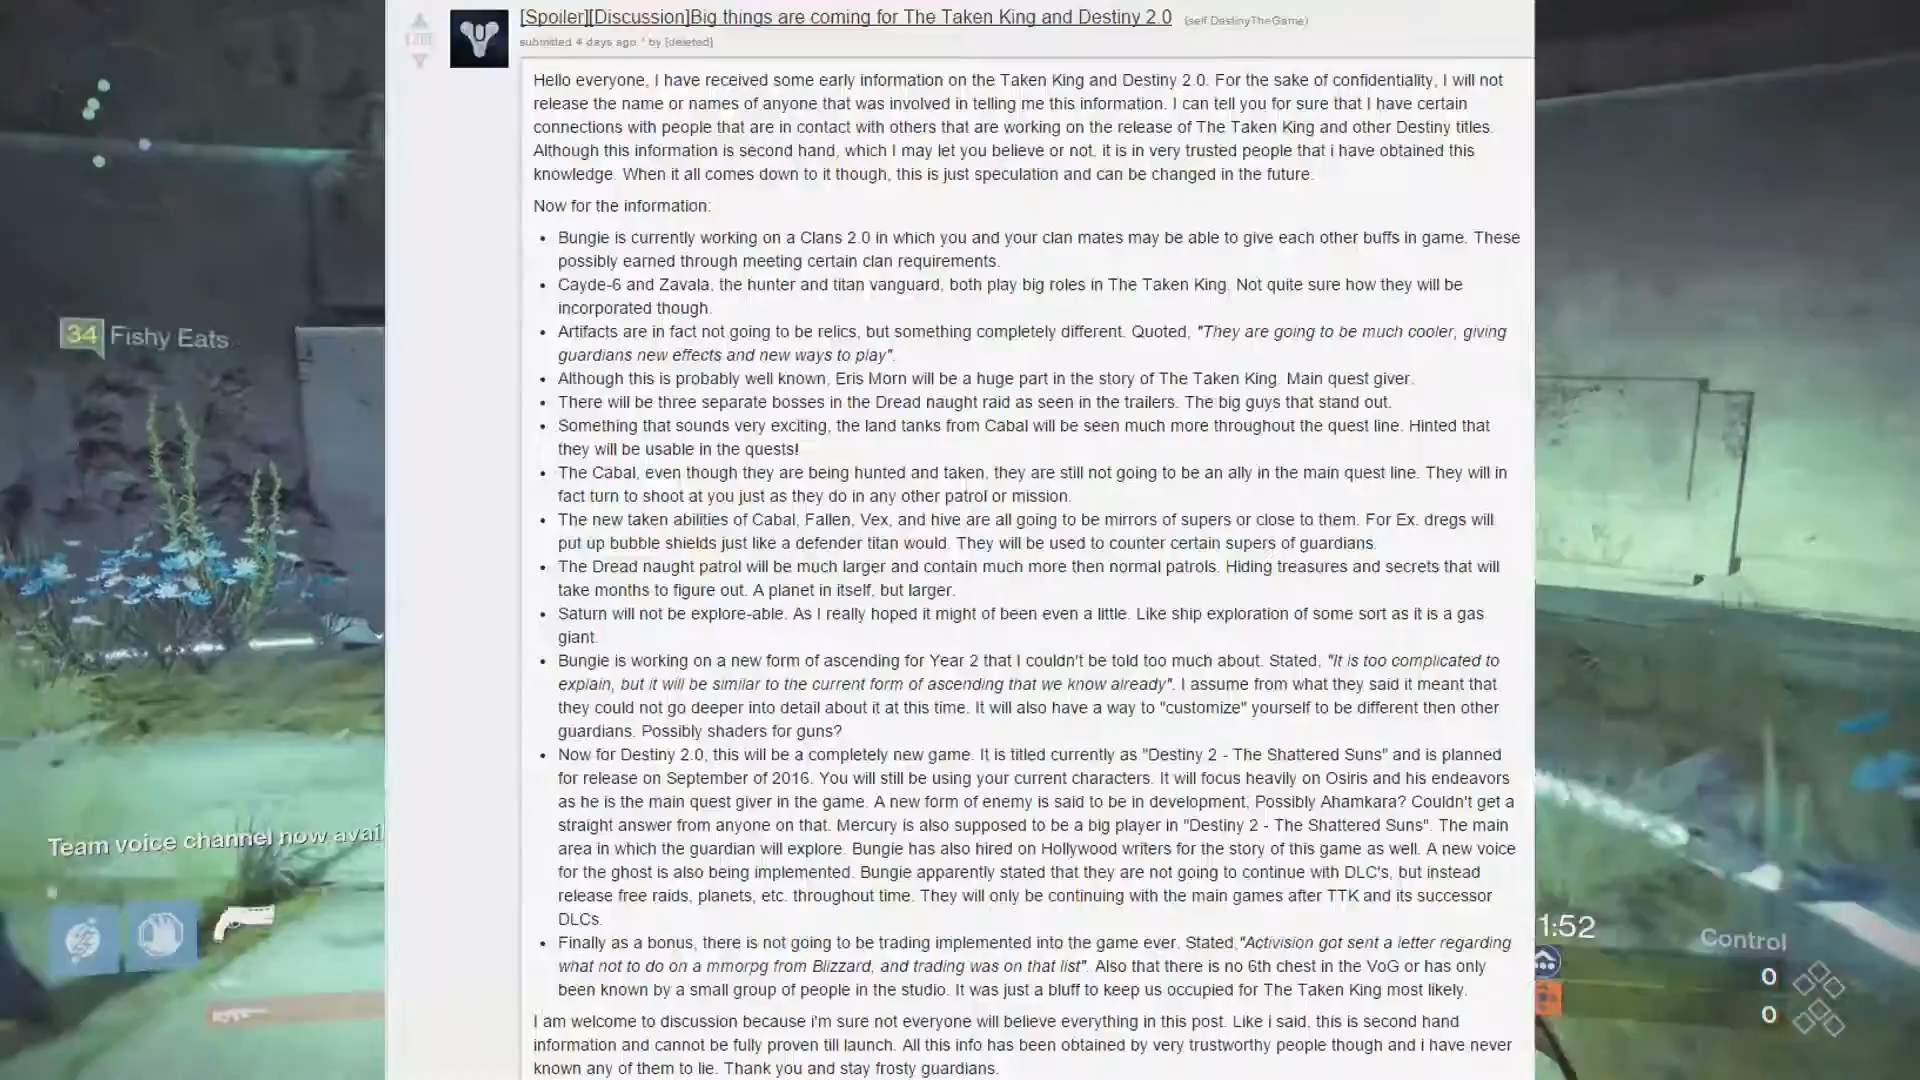 [Spoiler][Discussion]Big things are coming for The Taken King and Destiny 2.0 (self.DestinyTheGame)
submitted 4 days ago * by [deleted]
Hello everyone, I have received some early information on the Taken King and Destiny 2.0. For the sake of confidentiality, I will not
release the name or names of anyone that was involved in telling me this information. I can tell you for sure that I have certain
connections with people that are in contact with others that are working on the release of The Taken King and other Destiny titles.
Although this information is second hand, which I may let you believe or not, it is in very trusted people that i have obtained this
knowledge. When it all comes down to it though, this is just speculation and can be changed in the future.
Now for the information:
• Bungie is currently working on a Clans 2.0 in which you and your clan mates may be able to give each other buffs in game. These
possibly earned through meeting certain clan requirements.
• Cayde-6 and Zavala, the hunter and titan vanguard, both play big roles in The Taken King. Not quite sure how they will be
incorporated though.
• Artifacts are in fact not going to be relics, but something completely different. Quoted, "They are going to be much cooler, giving
guardians new effects and new ways to play".
• Although this is probably well known, Eris Morn will be a huge part in the story of The Taken King. Main quest giver.
• There will be three separate bosses in the Dread naught raid as seen in the trailers. The big guys that stand out.
• Something that sounds very exciting, the land tanks from Cabal will be seen much more throughout the quest line. Hinted that
they will be usable in the quests!
• The Cabal, even though they are being hunted and taken, they are still not going to be an ally in the main quest line. They will in
fact turn to shoot at you just as they do in any other patrol or mission.
• The new taken abilities of Cabal, Fallen, Vex, and hive are all going to be mirrors of supers or close to them. For Ex. dregs will
put up bubble shields just like a defender titan would. They will be used to counter certain supers of guardians.
• The Dread naught patrol will be much larger and contain much more then normal patrols. Hiding treasures and secrets that will
take months to figure out. A planet in itself, but larger.
• Saturn will not be explore-able. As I really hoped it might of been even a little. Like ship exploration of some sort as it is a gas
giant.
• Bungie is working on a new form of ascending for Year 2 that I couldn't be told too much about. Stated, "It is too complicated to
explain, but it will be similar to the current form of ascending that we know already". I assume from what they said it meant that
they could not go deeper into detail about it at this time. It will also have a way to "customize" yourself to be different then other
guardians. Possibly shaders for guns?
• Now for Destiny 2.0, this will be a completely new game. It is titled currently as "Destiny 2 - The Shattered Suns" and is planned
for release on September of 2016. You will still be using your current characters. It will focus heavily on Osiris and his endeavors
as he is the main quest giver in the game. A new form of enemy is said to be in development, Possibly Ahamkara? Couldn't get a
straight answer from anyone on that. Mercury is also supposed to be a big player in "Destiny 2 - The Shattered Suns". The main
area in which the guardian will explore. Bungie has also hired on Hollywood writers for the story of this game as well. A new voice
for the ghost is also being implemented. Bungie apparently stated that they are not going to continue with DLC's, but instead
release free raids, planets, etc. throughout time. They will only be continuing with the main games after TTK and its successor
DLCs.
• Finally as a bonus, there is not going to be trading implemented into the game ever. Stated,"Activision got sent a letter regarding
what not to do on a mmorpg from Blizzard, and trading was on that list". Also that there is no 6th chest in the VoG or has only
been known by a small group of people in the studio. It was just a bluff to keep us occupied for The Taken King most likely.
I am welcome to discussion because i'm sure not everyone will believe everything in this post. Like i said, this is second hand
information and cannot be fully proven till launch. All this info has been obtained by very trustworthy people though and i have never
known any of them to lie. Thank you and stay frosty guardians.
34 Fishy Eats
Team voice channel now avai
1:52
Control
0
0